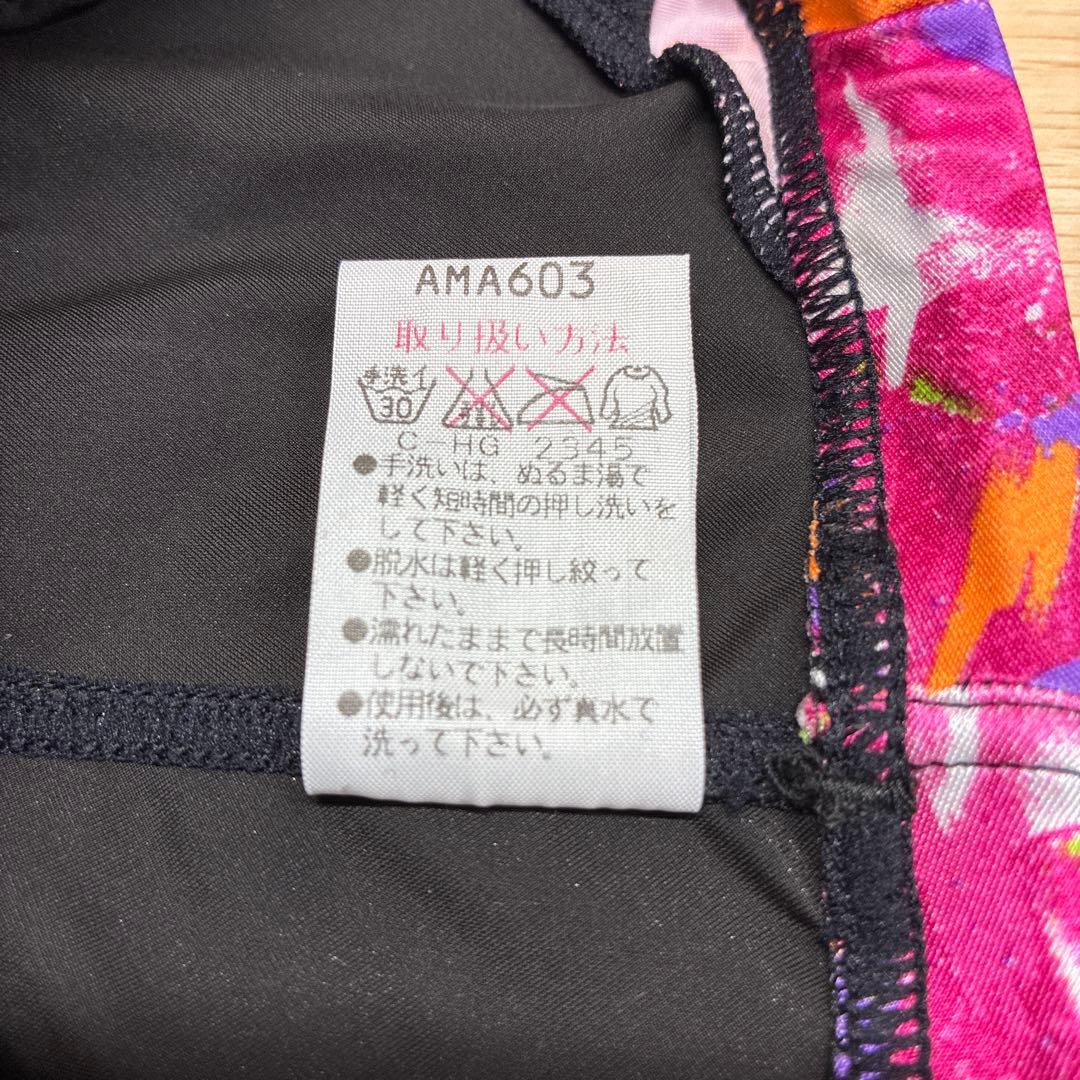 AMA603
取り扱い方法
手洗イ
30
C-HG 2345
●手洗いは、ぬるま湯で
軽く短時間の押し洗いを
して下さい。
●脱水は軽く押し絞って
下さい。
●濡れたままで長時間放置
しないで下さい。
●使用後は、必ず真水で
洗って下さい。